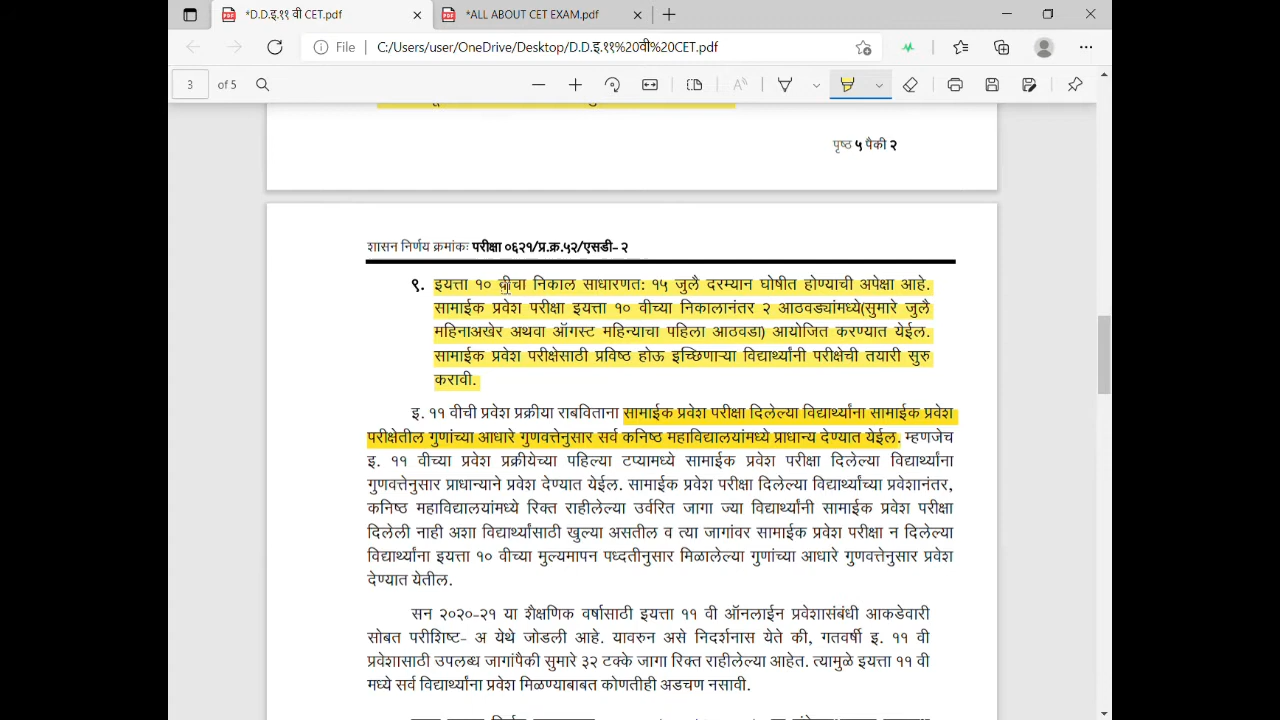 *D.D.इ.११ वी CET.pdf
*ALL ABOUT CET EXAM.pdf
File
C:/Users/user/OneDrive/Desktop/D.D.इ.११%20वी%20CET.pdf
3 of 5
पृष्ठ ५ पैकी २
शासन निर्णय क्रमांकः परीक्षा ०६२१/प्र.क्र.५२/एसडी- २
९. इयत्ता १० वीचा निकाल साधारणत: १५ जुलै दरम्यान घोषीत होण्याची अपेक्षा आहे.
सामाईक प्रवेश परीक्षा इयत्ता १० वीच्या निकालानंतर २ आठवड्यांमध्ये(सुमारे जुलै
महिनाअखेर अथवा ऑगस्ट महिन्याचा पहिला आठवडा) आयोजित करण्यात येईल.
सामाईक प्रवेश परीक्षेसाठी प्रविष्ठ होऊ इच्छिणाऱ्या विद्यार्थ्यांनी परीक्षेची तयारी सुरु
करावी.
इ. ११ वीची प्रवेश प्रक्रीया राबविताना सामाईक प्रवेश परीक्षा दिलेल्या विद्यार्थ्यांना सामाईक प्रवेश
परीक्षेतील गुणांच्या आधारे गुणवत्तेनुसार सर्व कनिष्ठ महाविद्यालयांमध्ये प्राधान्य देण्यात येईल. म्हणजेच
इ. ११ वीच्या प्रवेश प्रक्रीयेच्या पहिल्या टप्यामध्ये सामाईक प्रवेश परीक्षा दिलेल्या विद्यार्थ्यांना
गुणवत्तेनुसार प्राधान्याने प्रवेश देण्यात येईल. सामाईक प्रवेश परीक्षा दिलेल्या विद्यार्थ्यांच्या प्रवेशानंतर,
कनिष्ठ महाविद्यालयांमध्ये रिक्त राहीलेल्या उर्वरित जागा ज्या विद्यार्थ्यांनी सामाईक प्रवेश परीक्षा
दिलेली नाही अशा विद्यार्थ्यांसाठी खुल्या असतील व त्या जागांवर सामाईक प्रवेश परीक्षा न दिलेल्या
विद्यार्थ्यांना इयत्ता १० वीच्या मुल्यमापन पध्दतीनुसार मिळालेल्या गुणांच्या आधारे गुणवत्तेनुसार प्रवेश
देण्यात येतील.
सन २०२०-२१ या शैक्षणिक वर्षासाठी इयत्ता ११ वी ऑनलाईन प्रवेशासंबंधी आकडेवारी
सोबत परीशिष्ट- अ येथे जोडली आहे. यावरुन असे निदर्शनास येते की, गतवर्षी इ. ११ वी
प्रवेशासाठी उपलब्ध जागांपैकी सुमारे ३२ टक्के जागा रिक्त राहीलेल्या आहेत. त्यामुळे इयत्ता ११ वी
मध्ये सर्व विद्यार्थ्यांना प्रवेश मिळण्याबाबत कोणतीही अडचण नसावी.